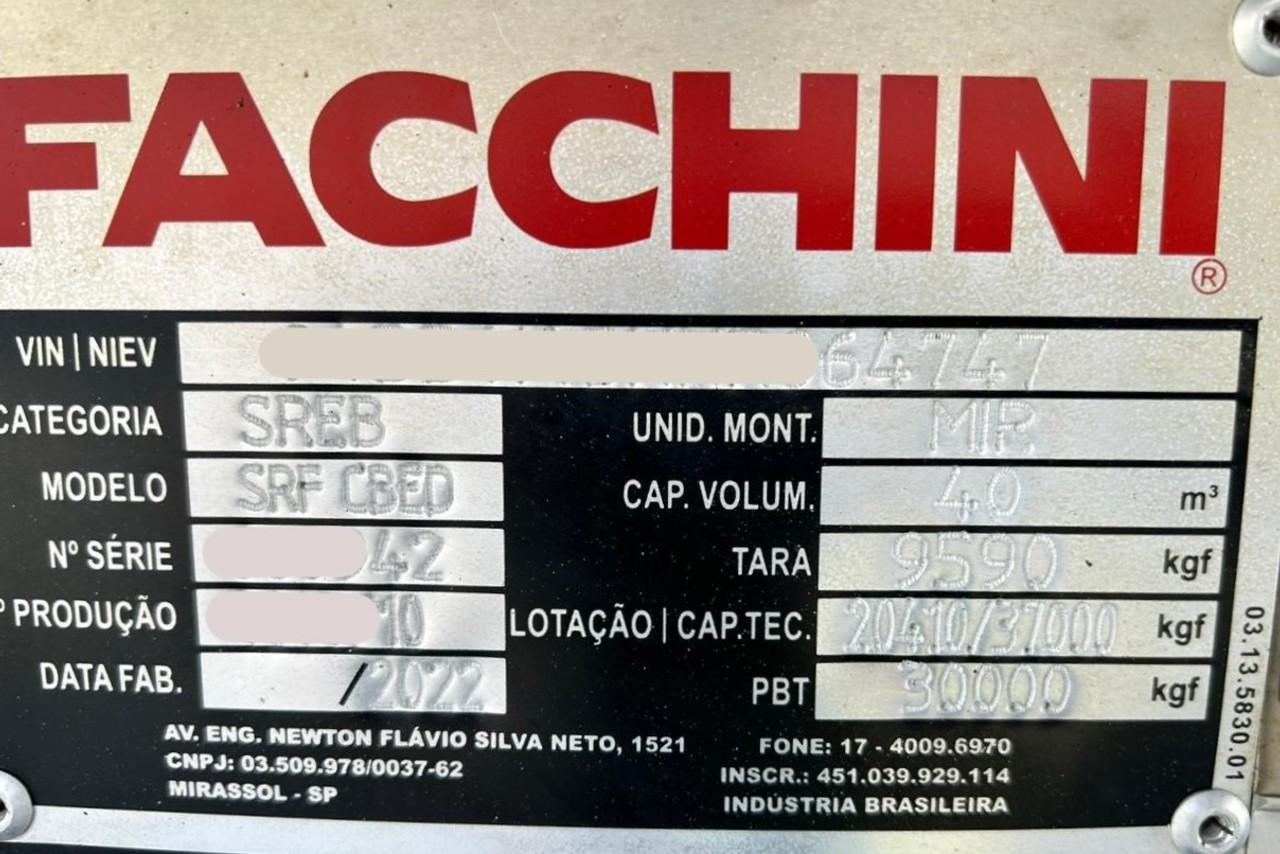 FACCHINI
®
VIN | NIEV 64747
CATEGORIA SREB UNID. MONT. MIR
MODELO SRF CBED CAP. VOLUM. 40 m³
Nº SÉRIE 42 TARA 9590 kgf
º PRODUÇÃO 10 LOTAÇÃO | CAP.TEC. 20410/37000 kgf
DATA FAB. /2022 PBT 30000 kgf
AV. ENG. NEWTON FLÁVIO SILVA NETO, 1521 FONE: 17 - 4009.6970
CNPJ: 03.509.978/0037-62 INSCR.: 451.039.929.114
MIRASSOL - SP INDÚSTRIA BRASILEIRA
03.13.5830.01